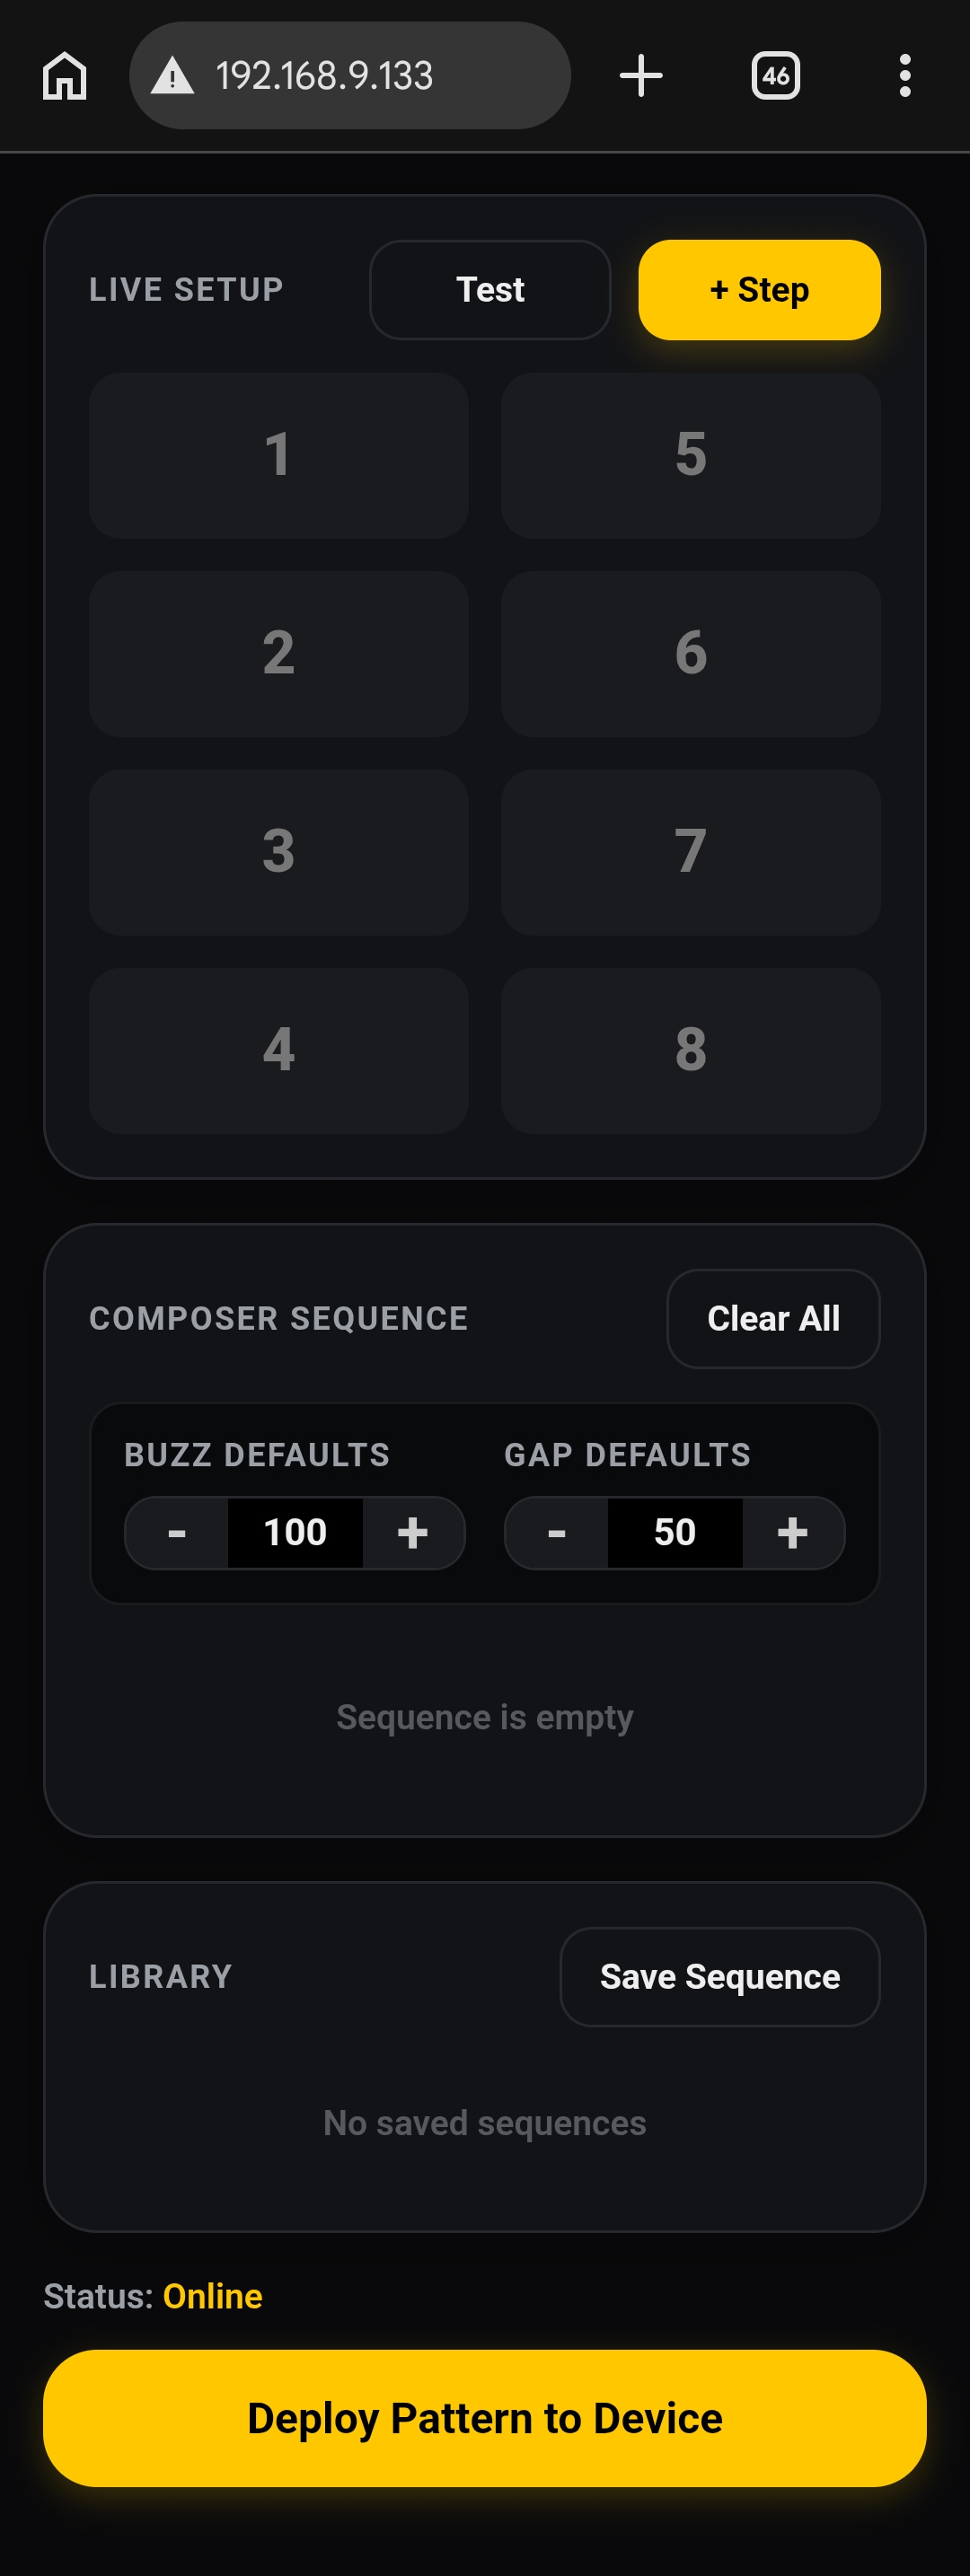 192.168.9.133
46
LIVE SETUP
Test
+ Step
1
5
2
6
3
7
4
8
COMPOSER SEQUENCE
Clear All
BUZZ DEFAULTS
GAP DEFAULTS
- 100 +
- 50 +
Sequence is empty
LIBRARY
Save Sequence
No saved sequences
Status: Online
Deploy Pattern to Device